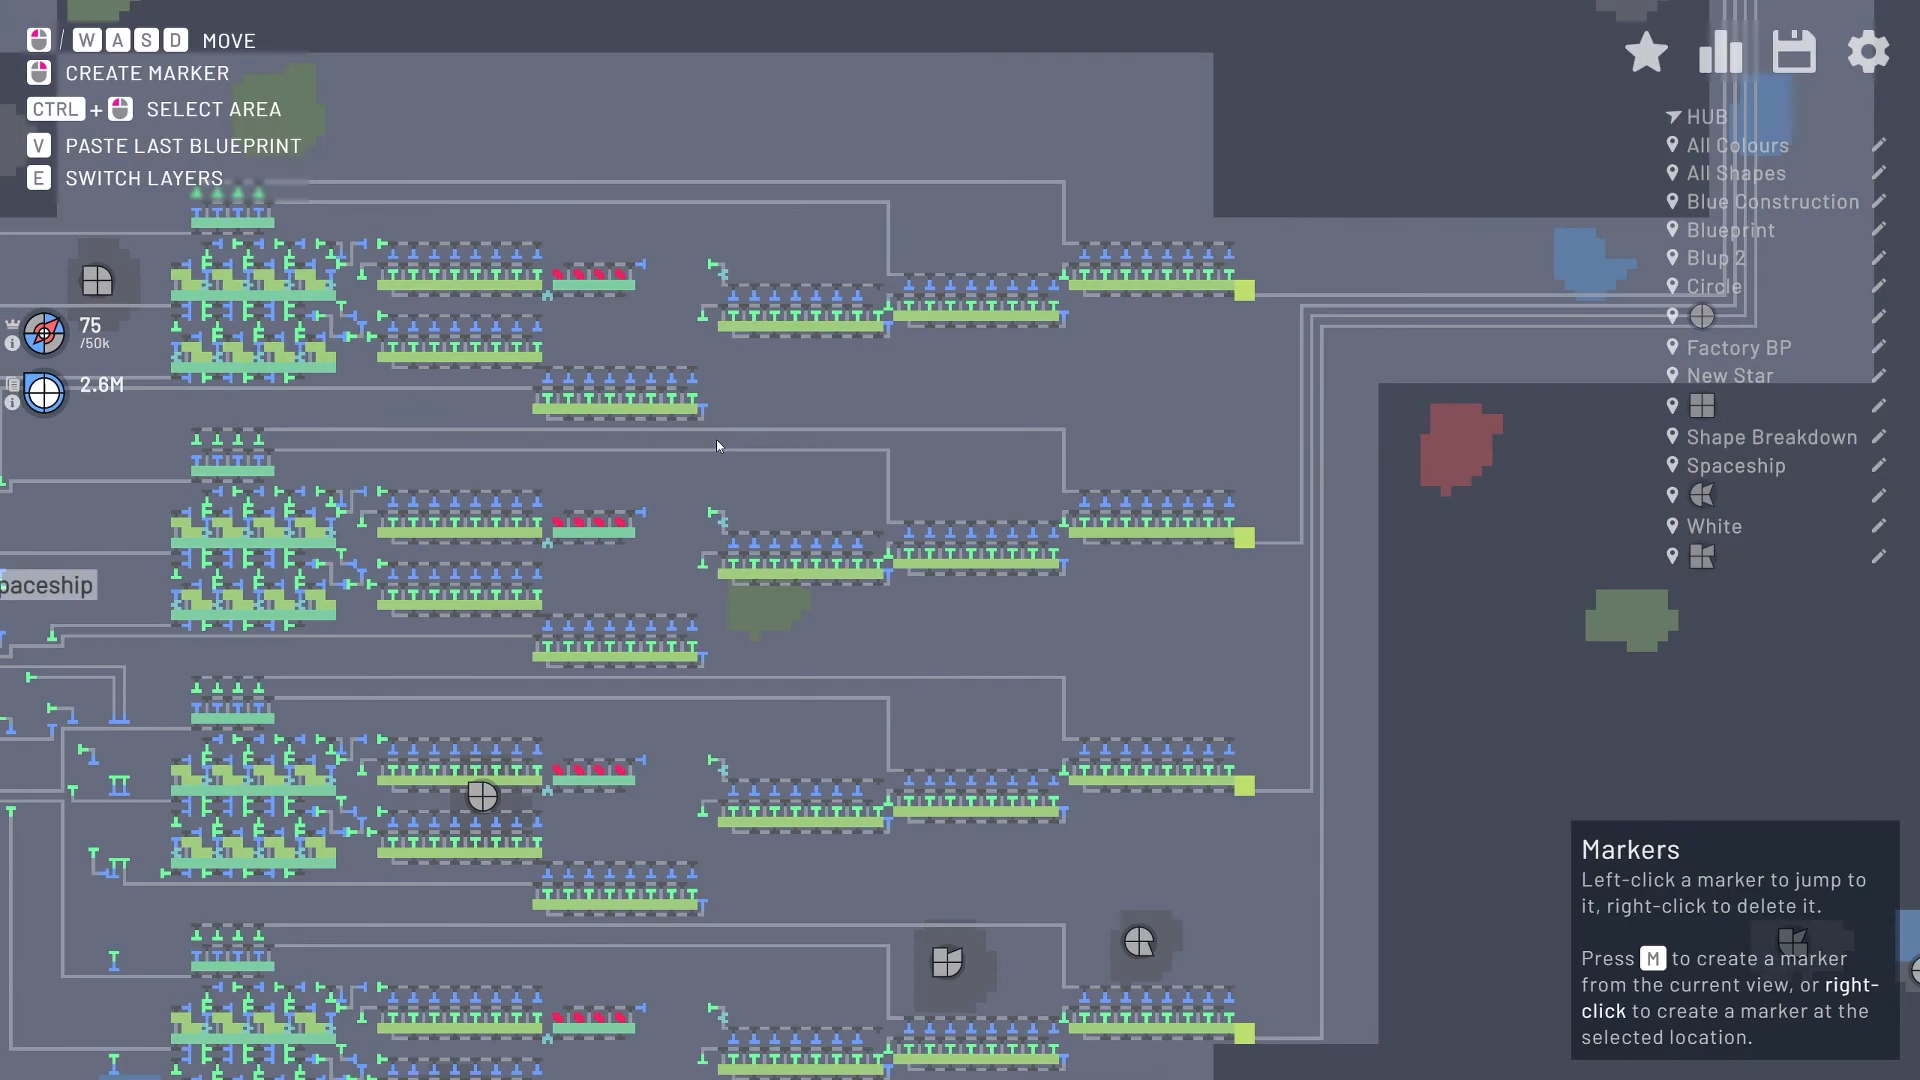 / W A S D MOVE
CREATE MARKER
CTRL + SELECT AREA
V PASTE LAST BLUEPRINT
E SWITCH LAYERS
75
/50k
2.6M
paceship
HUB
All Colours
All Shapes
Blue Construction
Blueprint
Blup 2
Circle
Factory BP
New Star
Shape Breakdown
Spaceship
White
Markers
Left-click a marker to jump to
it, right-click to delete it.
Press M to create a marker
from the current view, or right-
click to create a marker at the
selected location.